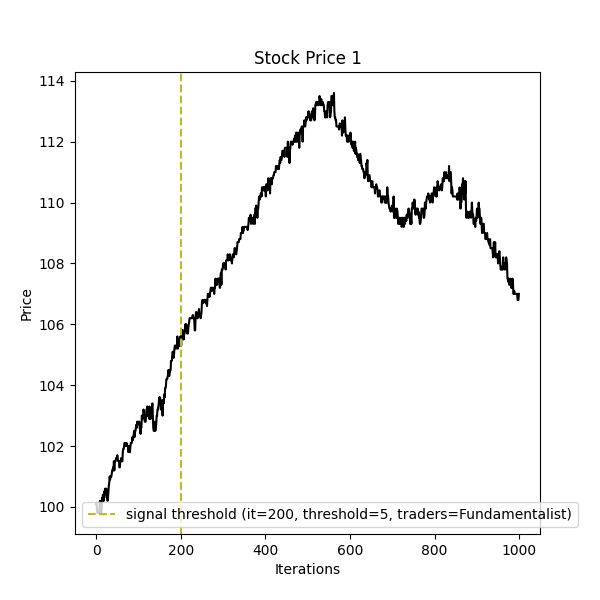 Stock Price 1
114
112
110
108
106
104
102
100
Price
signal threshold (it=200, threshold=5, traders=Fundamentalist)
0 200 400 600 800 1000
Iterations